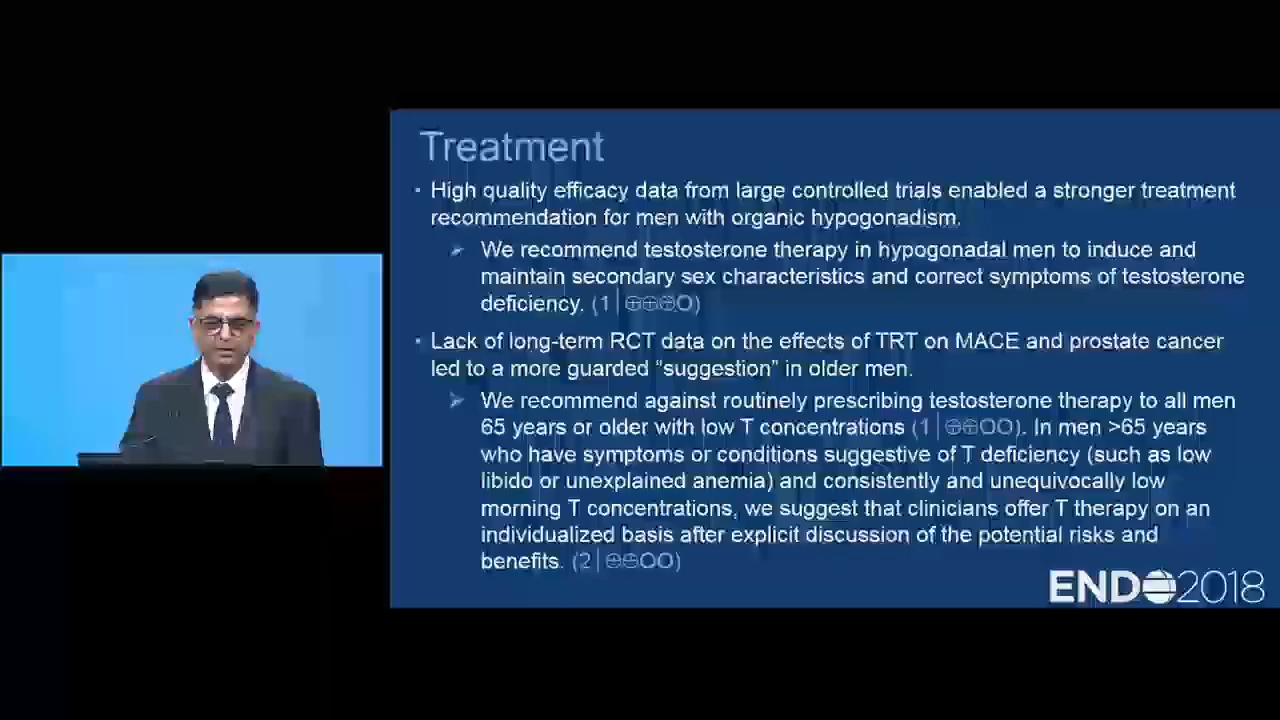 Treatment
• High quality efficacy data from large controlled trials enabled a stronger treatment
recommendation for men with organic hypogonadism.
➢ We recommend testosterone therapy in hypogonadal men to induce and
maintain secondary sex characteristics and correct symptoms of testosterone
deficiency. (1|⊕⊕⊕O)
• Lack of long-term RCT data on the effects of TRT on MACE and prostate cancer
led to a more guarded “suggestion” in older men.
➢ We recommend against routinely prescribing testosterone therapy to all men
65 years or older with low T concentrations (1|⊕⊕OO). In men >65 years
who have symptoms or conditions suggestive of T deficiency (such as low
libido or unexplained anemia) and consistently and unequivocally low
morning T concentrations, we suggest that clinicians offer T therapy on an
individualized basis after explicit discussion of the potential risks and
benefits. (2|⊕⊕OO)
ENDO2018